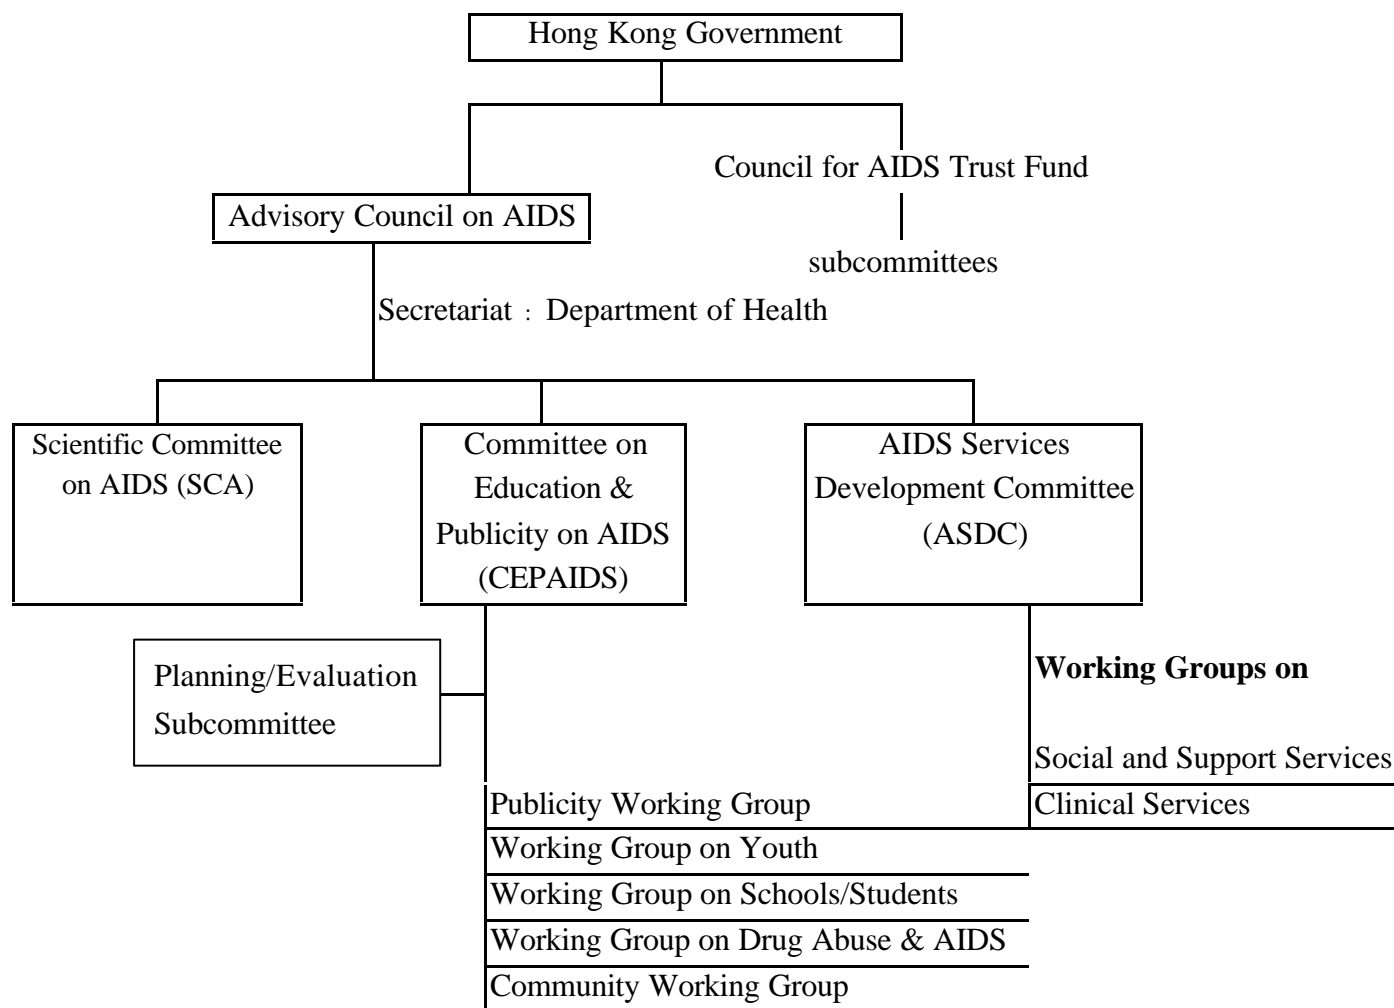 Hong Kong Government
Council for AIDS Trust Fund
Advisory Council on AIDS
subcommittees
Secretariat : Department of Health
Scientific Committee
on AIDS (SCA)
Committee on
Education &
Publicity on AIDS
(CEPAIDS)
AIDS Services
Development Committee
(ASDC)
Planning/Evaluation
Subcommittee
Working Groups on
Social and Support Services
Clinical Services
Publicity Working Group
Working Group on Youth
Working Group on Schools/Students
Working Group on Drug Abuse & AIDS
Community Working Group